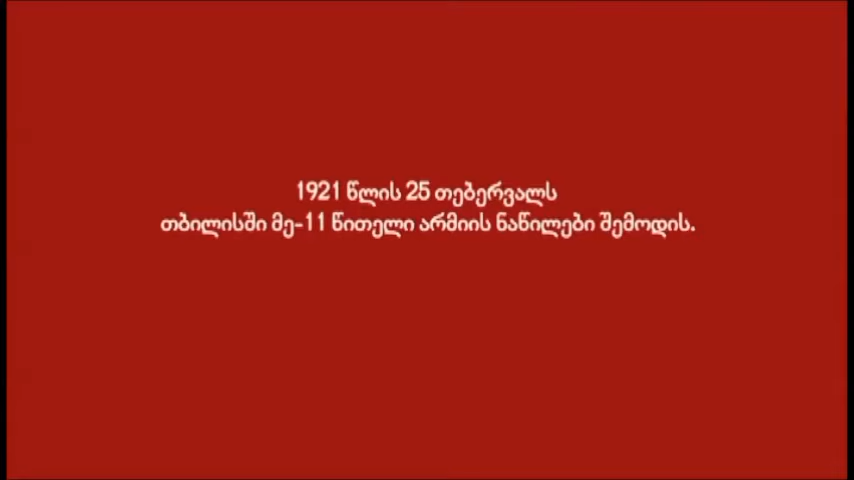 1921 წლის 25 თებერვალს
თბილისში მე-11 წითელი არმიის ნაწილები შემოდის.